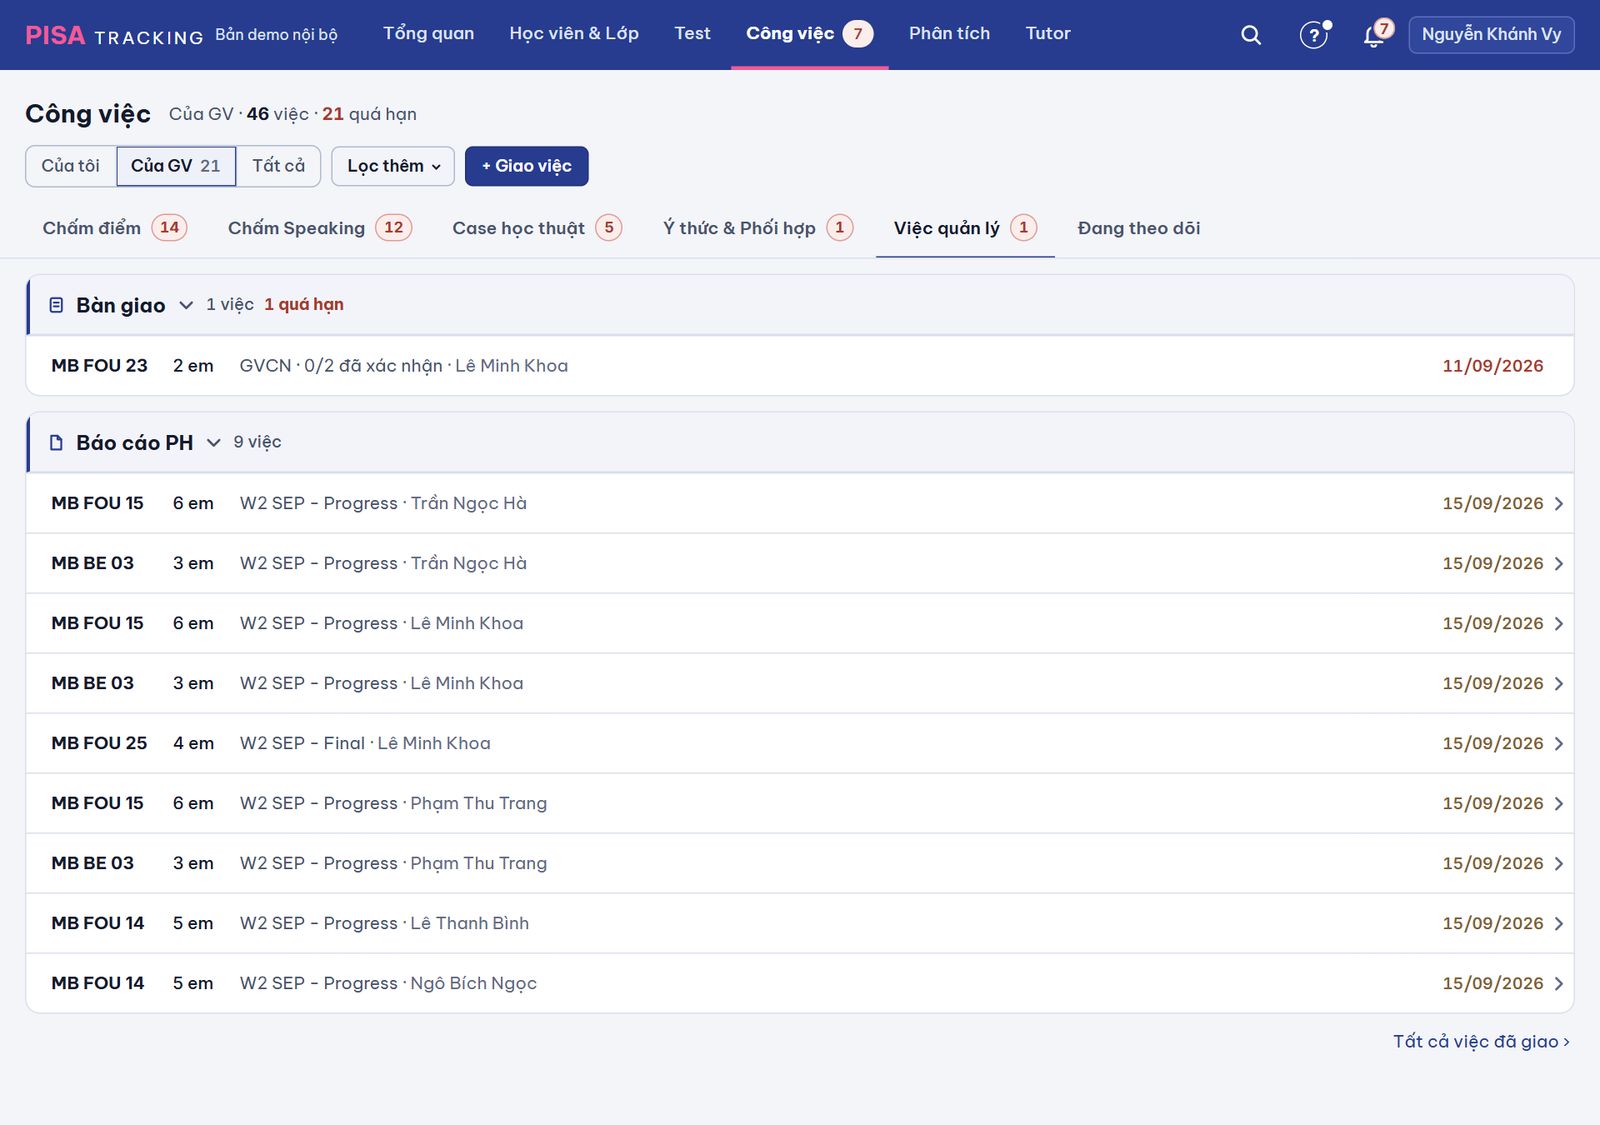 PISA TRACKING Bản demo nội bộ Tổng quan Học viên & Lớp Test Công việc 7 Phân tích Tutor ? 7 Nguyễn Khánh Vy
Công việc Của GV · 46 việc · 21 quá hạn
Của tôi Của GV 21 Tất cả Lọc thêm + Giao việc
Chấm điểm 14 Chấm Speaking 12 Case học thuật 5 Ý thức & Phối hợp 1 Việc quản lý 1 Đang theo dõi
Bàn giao 1 việc 1 quá hạn
MB FOU 23 2 em GVCN · 0/2 đã xác nhận · Lê Minh Khoa 11/09/2026
Báo cáo PH 9 việc
MB FOU 15 6 em W2 SEP - Progress · Trần Ngọc Hà 15/09/2026
MB BE 03 3 em W2 SEP - Progress · Trần Ngọc Hà 15/09/2026
MB FOU 15 6 em W2 SEP - Progress · Lê Minh Khoa 15/09/2026
MB BE 03 3 em W2 SEP - Progress · Lê Minh Khoa 15/09/2026
MB FOU 25 4 em W2 SEP - Final · Lê Minh Khoa 15/09/2026
MB FOU 15 6 em W2 SEP - Progress · Phạm Thu Trang 15/09/2026
MB BE 03 3 em W2 SEP - Progress · Phạm Thu Trang 15/09/2026
MB FOU 14 5 em W2 SEP - Progress · Lê Thanh Bình 15/09/2026
MB FOU 14 5 em W2 SEP - Progress · Ngô Bích Ngọc 15/09/2026
Tất cả việc đã giao ›